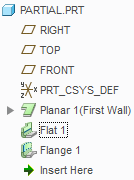 PARTIAL.PRT
RIGHT
TOP
FRONT
PRT_CSYS_DEF
Planar 1(First Wall)
Flat 1
Flange 1
Insert Here